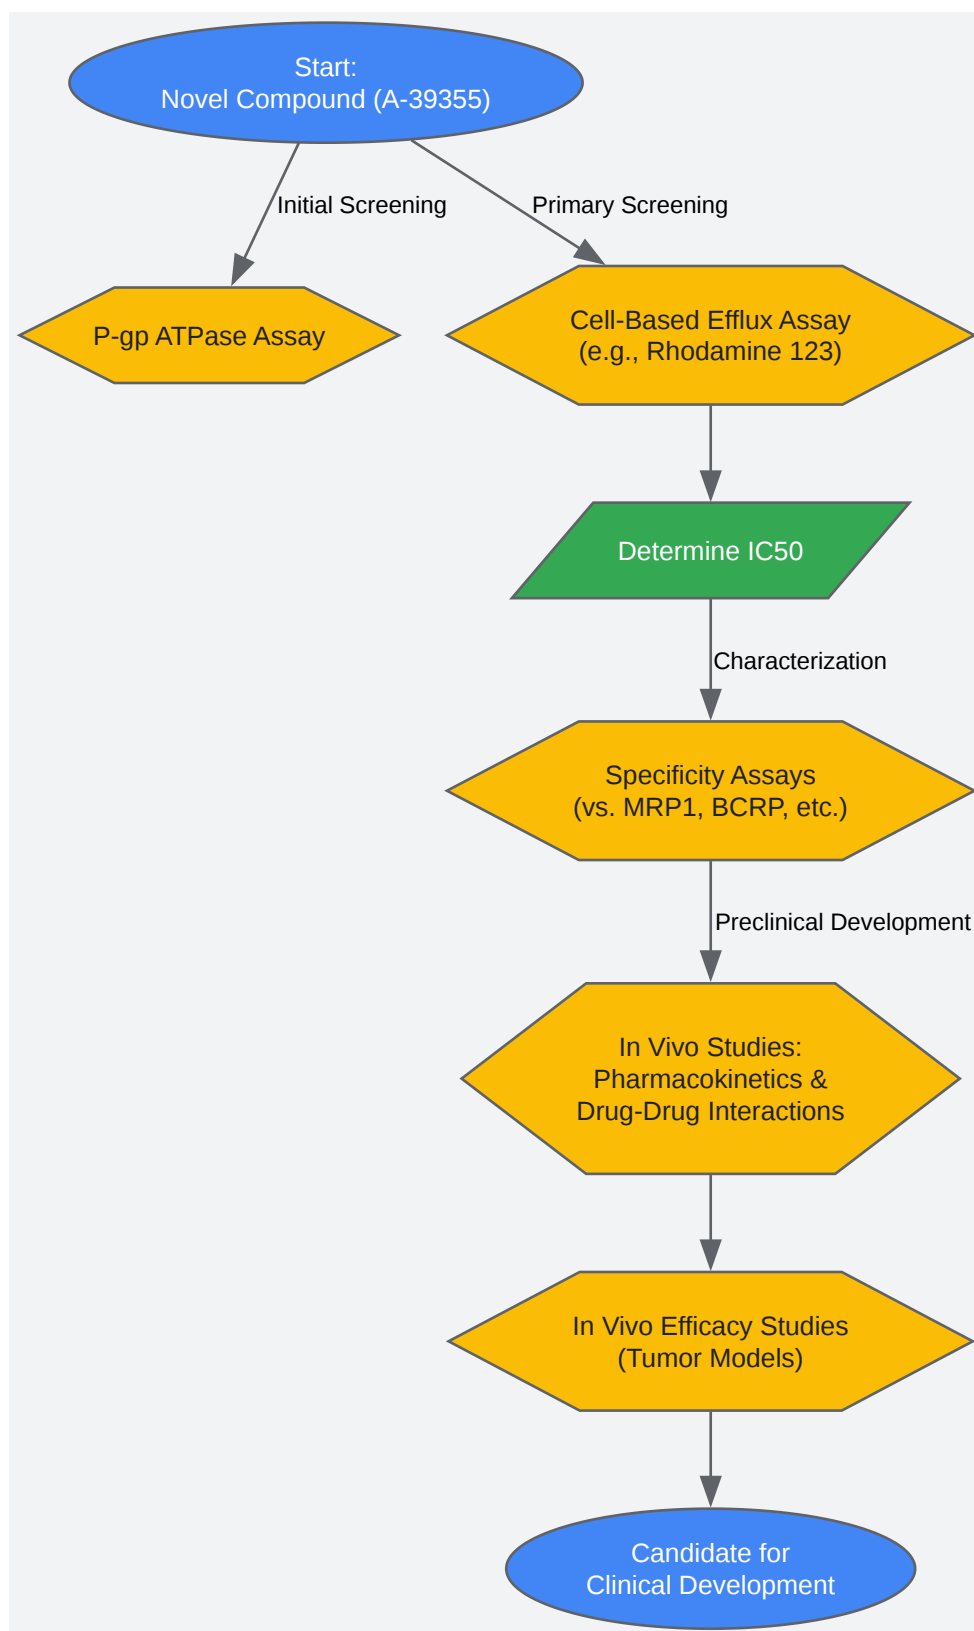 Start:
Novel Compound (A-39355)
Initial Screening
Primary Screening
P-gp ATPase Assay
Cell-Based Efflux Assay
(e.g., Rhodamine 123)
Determine IC50
Characterization
Specificity Assays
(vs. MRP1, BCRP, etc.)
Preclinical Development
In Vivo Studies:
Pharmacokinetics &
Drug-Drug Interactions
In Vivo Efficacy Studies
(Tumor Models)
Candidate for
Clinical Development